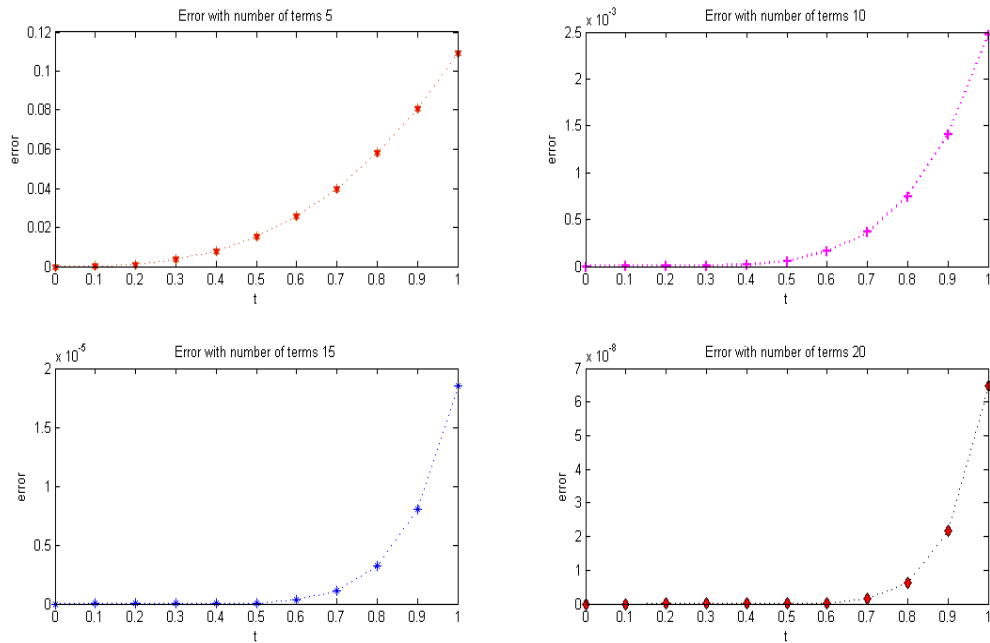 Error with number of terms 5
0.12
0.1
0.08
0.06
0.04
0.02
0
error
0 0.1 0.2 0.3 0.4 0.5 0.6 0.7 0.8 0.9 1
t
Error with number of terms 10
x 10^-3
2.5
2
1.5
1
0.5
0
error
0 0.1 0.2 0.3 0.4 0.5 0.6 0.7 0.8 0.9 1
t
Error with number of terms 15
x 10^-5
2
1.5
1
0.5
0
error
0 0.1 0.2 0.3 0.4 0.5 0.6 0.7 0.8 0.9 1
t
Error with number of terms 20
x 10^-8
7
6
5
4
3
2
1
0
error
0 0.1 0.2 0.3 0.4 0.5 0.6 0.7 0.8 0.9 1
t